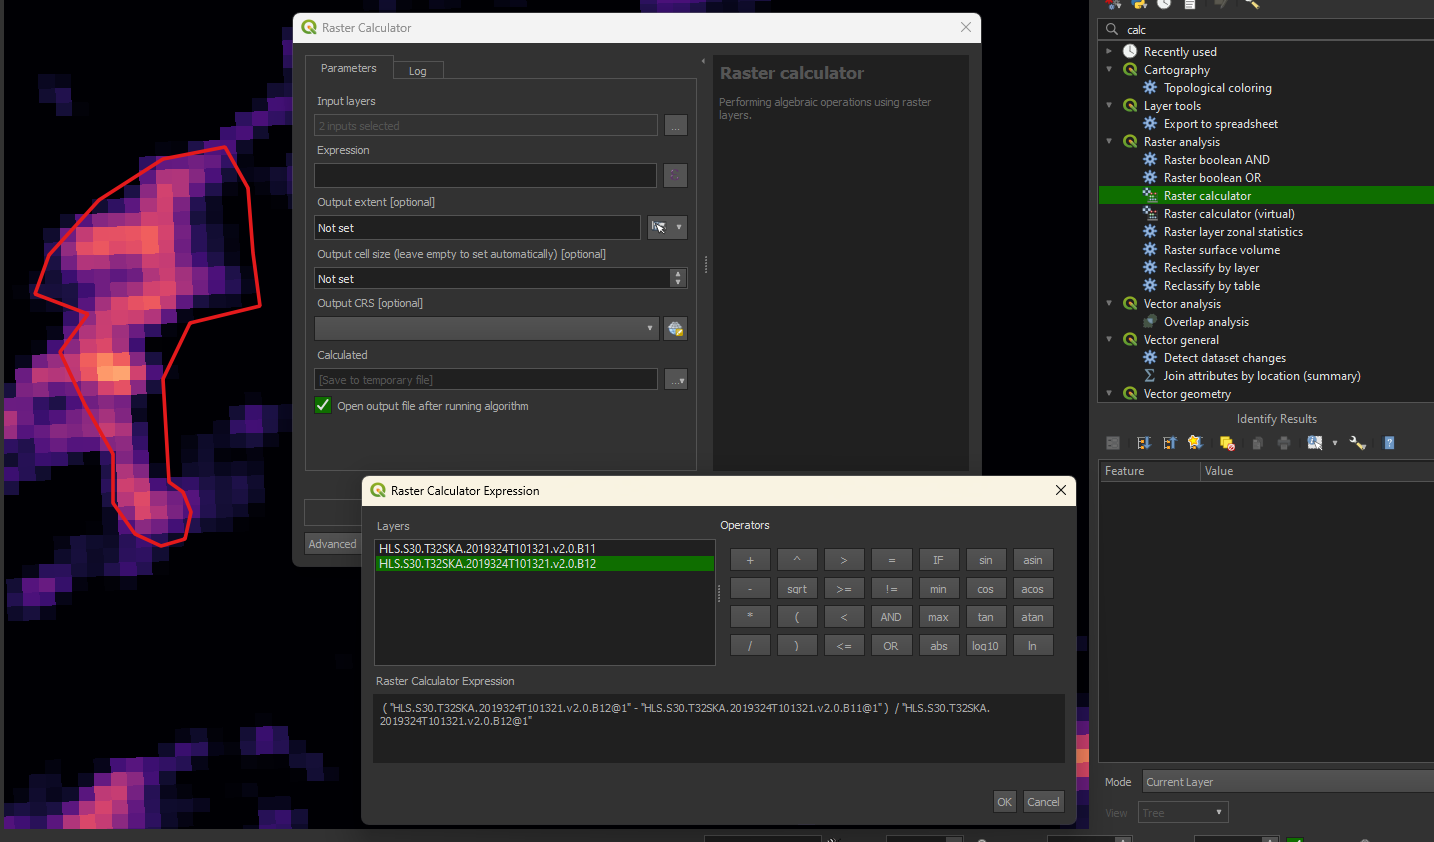 Raster Calculator
Parameters
Log
Input layers
2 inputs selected
...
Expression
Output extent [optional]
Not set
Output cell size (leave empty to set automatically) [optional]
Not set
Output CRS [optional]
Calculated
[Save to temporary file]
...
Open output file after running algorithm
Advanced
Raster calculator
Performing algebraic operations using raster
layers.
Raster Calculator Expression
Layers
HLS.S30.T32SKA.2019324T101321.v2.0.B11
HLS.S30.T32SKA.2019324T101321.v2.0.B12
Operators
+ ^ > = IF sin asin
- sqrt >= != min cos acos
* ( < AND max tan atan
/ ) <= OR abs log10 ln
Raster Calculator Expression
( "HLS.S30.T32SKA.2019324T101321.v2.0.B12@1" - "HLS.S30.T32SKA.2019324T101321.v2.0.B11@1" ) / "HLS.S30.T32SKA.
2019324T101321.v2.0.B12@1"
OK Cancel
calc
Recently used
Cartography
Topological coloring
Layer tools
Export to spreadsheet
Raster analysis
Raster boolean AND
Raster boolean OR
Raster calculator
Raster calculator (virtual)
Raster layer zonal statistics
Raster surface volume
Reclassify by layer
Reclassify by table
Vector analysis
Overlap analysis
Vector general
Detect dataset changes
Join attributes by location (summary)
Vector geometry
Identify Results
Feature Value
Mode Current Layer
View Tree